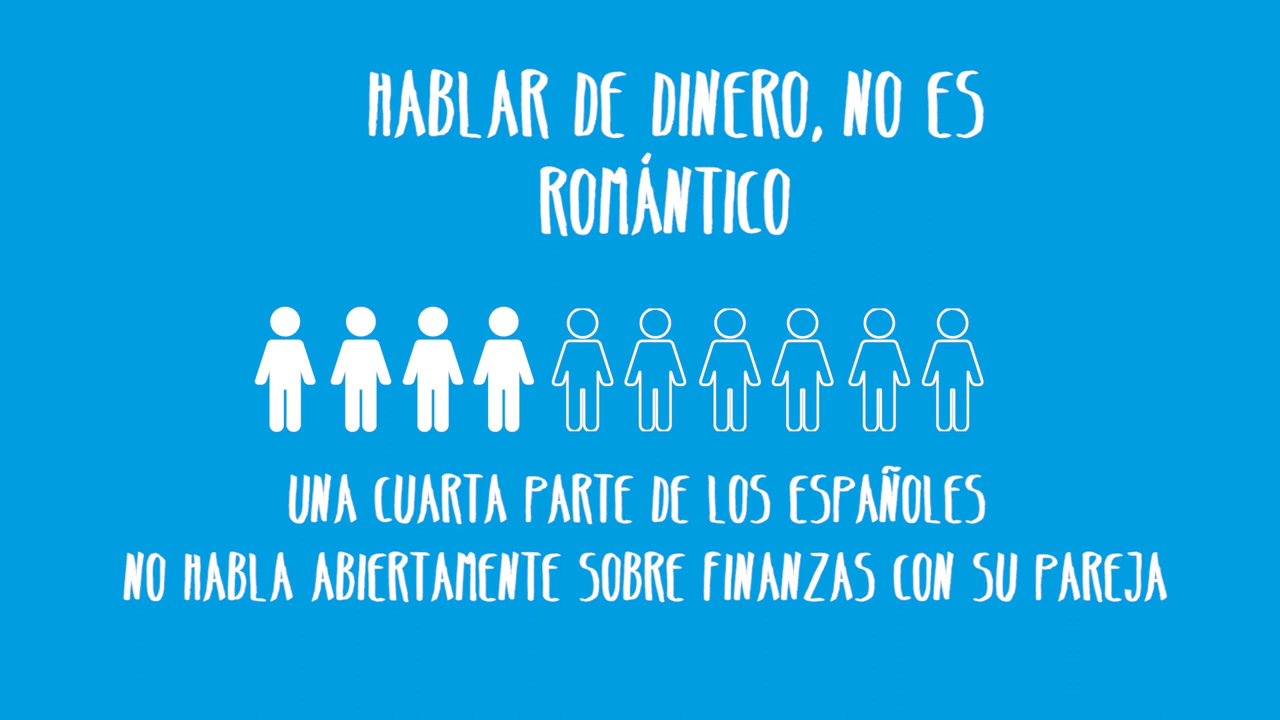 HABLAR DE DINERO, NO ES
ROMÁNTICO
UNA CUARTA PARTE DE LOS ESPAÑOLES
NO HABLA ABIERTAMENTE SOBRE FINANZAS CON SU PAREJA